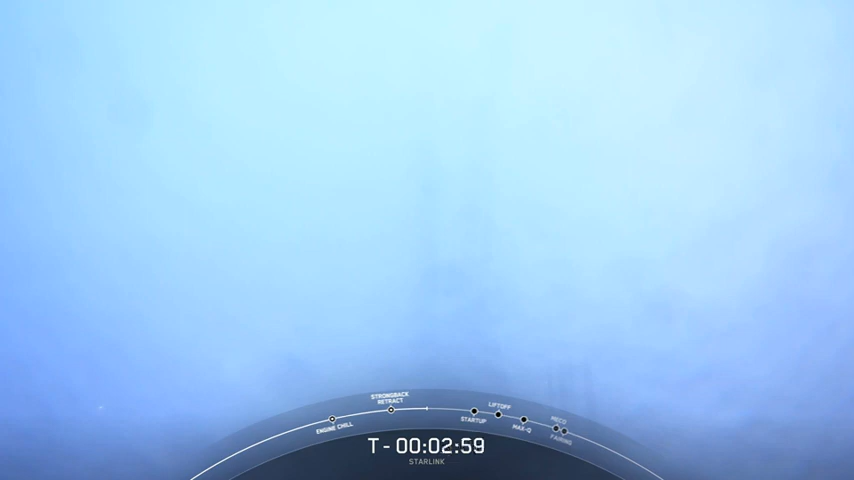 STRONGBACK
RETRACT
ENGINE CHILL
STARTUP
LIFTOFF
MAX-Q
MECO
FAIRING
T - 00:02:59
STARLINK